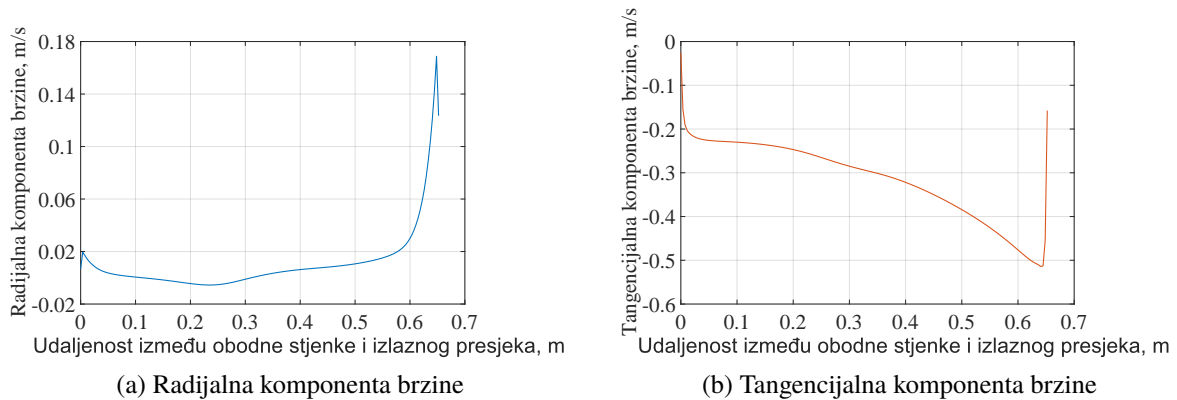 Radijalna komponenta brzine, m/s
0.18
0.14
0.1
0.06
0.02
-0.02
0 0.1 0.2 0.3 0.4 0.5 0.6 0.7
Udaljenost između obodne stjenke i izlaznog presjeka, m
(a) Radijalna komponenta brzine
Tangencijalna komponenta brzine, m/s
0
-0.1
-0.2
-0.3
-0.4
-0.5
-0.6
0 0.1 0.2 0.3 0.4 0.5 0.6 0.7
Udaljenost između obodne stjenke i izlaznog presjeka, m
(b) Tangencijalna komponenta brzine